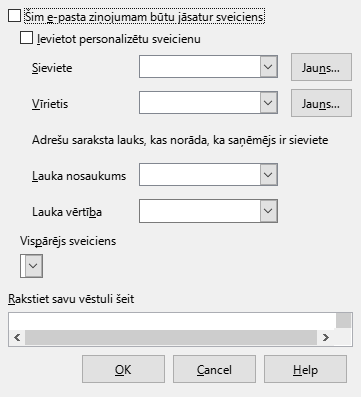 Šim e-pasta ziņojumam būtu jāsatur sveiciens
Ievietot personalizētu sveicienu
Sieviete
Jauns...
Vīrietis
Jauns...
Adrešu saraksta lauks, kas norāda, ka saņēmējs ir sieviete
Lauka nosaukums
Lauka vērtība
Vispārējs sveiciens
Rakstiet savu vēstuli šeit
OK
Cancel
Help